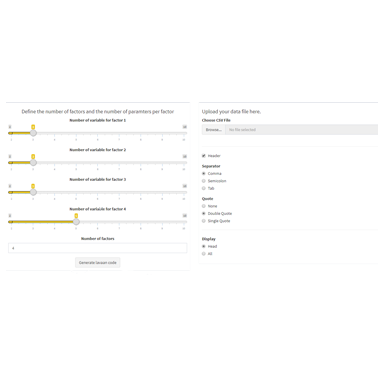 Define the number of factors and the number of paramters per factor
Number of variable for factor 1
Number of variable for factor 2
Number of variable for factor 3
Number of variable for factor 4
Number of factors
4
Generate lavaan code
Upload your data file here.
Choose CSV File
Browse...
No file selected
Header
Separator
Comma
Semicolon
Tab
Quote
None
Double Quote
Single Quote
Display
Head
All